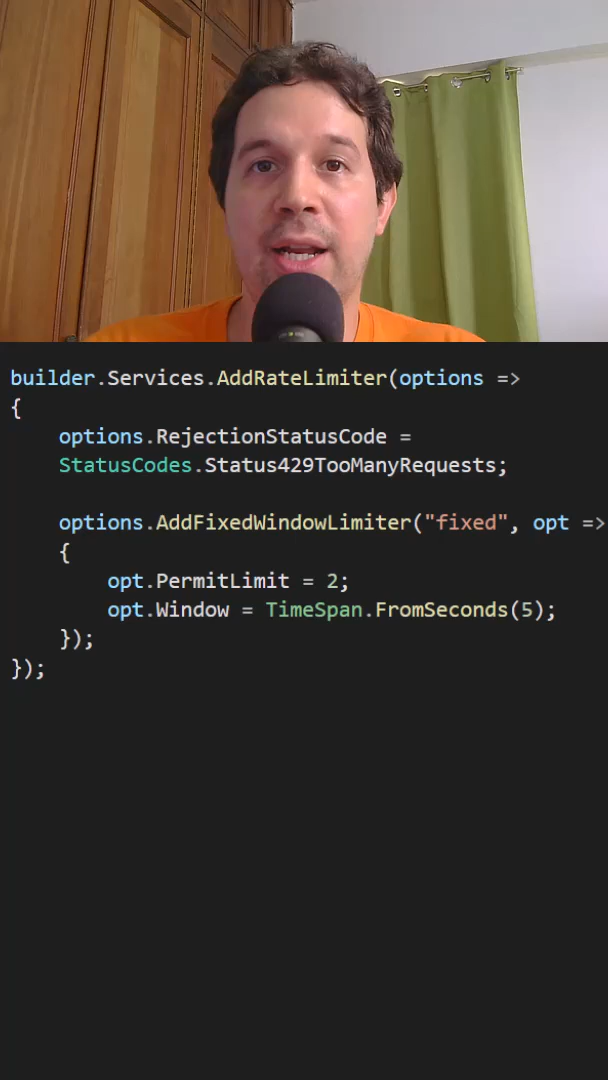 builder.Services.AddRateLimiter(options =>
{
    options.RejectionStatusCode =
    StatusCodes.Status429TooManyRequests;

    options.AddFixedWindowLimiter("fixed", opt =>
    {
        opt.PermitLimit = 2;
        opt.Window = TimeSpan.FromSeconds(5);
    });
});